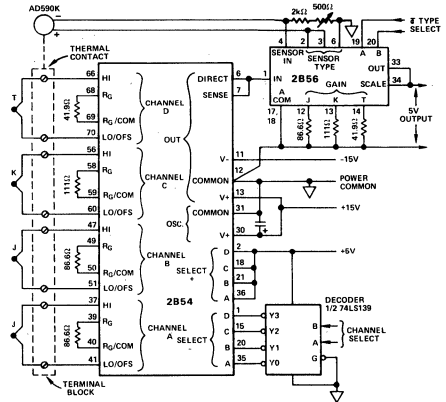 AD590K
−
+
2kΩ 500Ω
ɤ TYPE
SELECT
4 2 3 6 19 20
SENSOR IN
SENSOR TYPE
A B
OUT 33
SCALE 34
2B56
1 IN
GAIN
A COM
J K T
17, 18
12 13 14
86.6Ω
111Ω
41.9Ω
5V
OUTPUT
THERMAL
CONTACT
T
66 HI
68 RG
41.9Ω
69 RG/COM
70 LO/OFS
CHANNEL
D
K
56 HI
58 RG
111Ω
59 RG/COM
60 LO/OFS
CHANNEL
C
J
47 HI
49 RG
86.6Ω
50 RG/COM
51 LO/OFS
CHANNEL
B
J
37 HI
39 RG
86.6Ω
40 RG/COM
41 LO/OFS
CHANNEL
A
2B54
DIRECT 6
SENSE 7
OUT
V− 11
−15V
COMMON 12
POWER
COMMON
V+ 13
+15V
OSC.
COMMON 31
+
V+ 30
SELECT
+
D 2
C 18
B 21
A 36
+5V
SELECT
−
D 1 Y3
C 15 Y2
B 20 Y1
A 35 Y0
DECODER
1/2 74LS139
B
A
G
CHANNEL
SELECT
TERMINAL
BLOCK